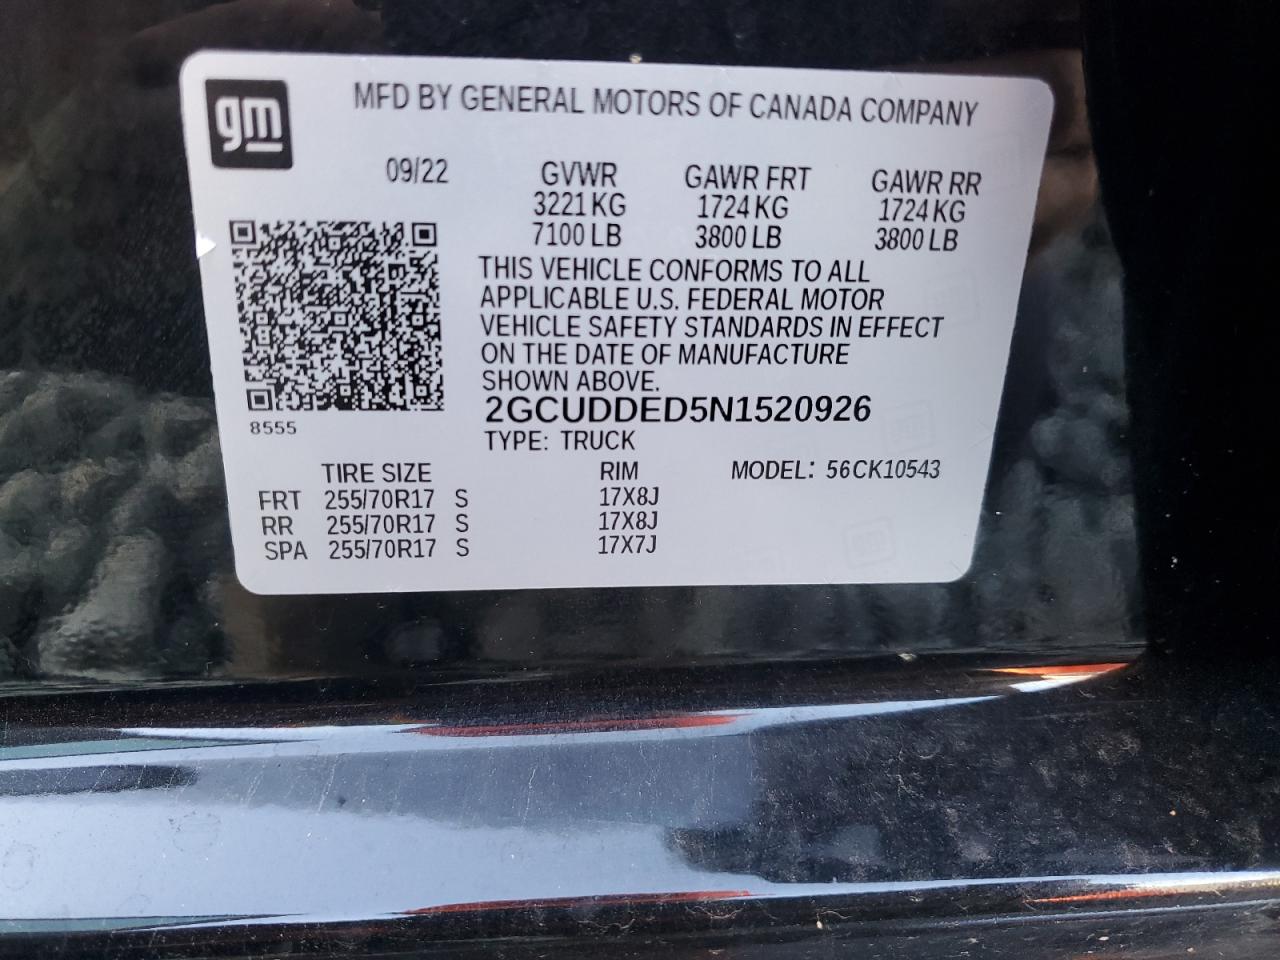 gm
MFD BY GENERAL MOTORS OF CANADA COMPANY
09/22 GVWR GAWR FRT GAWR RR
3221 KG 1724 KG 1724 KG
7100 LB 3800 LB 3800 LB
THIS VEHICLE CONFORMS TO ALL
APPLICABLE U.S. FEDERAL MOTOR
VEHICLE SAFETY STANDARDS IN EFFECT
ON THE DATE OF MANUFACTURE
SHOWN ABOVE.
2GCUDDED5N1520926
8555
TYPE: TRUCK
TIRE SIZE RIM MODEL: 56CK10543
FRT 255/70R17 S 17X8J
RR 255/70R17 S 17X8J
SPA 255/70R17 S 17X7J